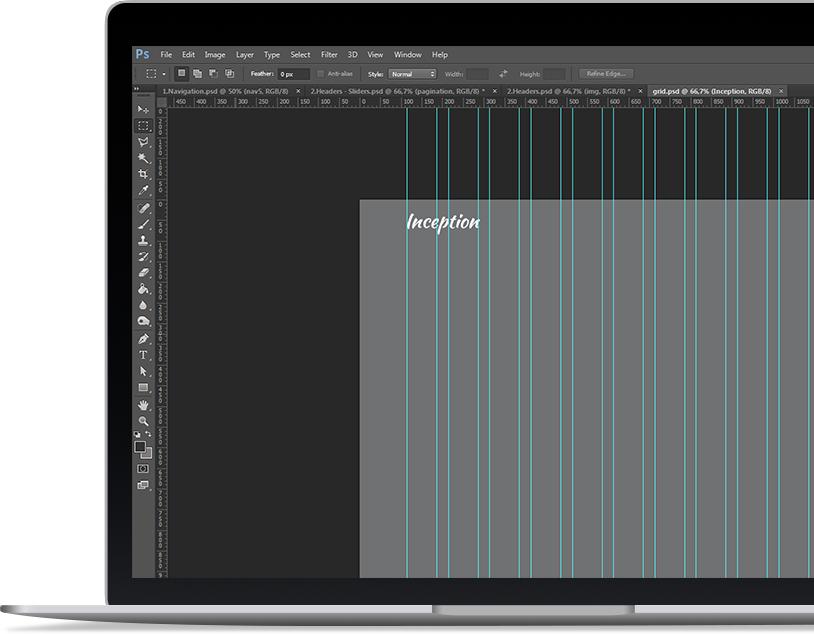 Ps File Edit Image Layer Type Select Filter 3D View Window Help
Feather: 0 px Anti-alias Style: Normal Width: Height: Refine Edge...
1.Navigation.psd @ 50% (nav5, RGB/8) × 2.Headers - Sliders.psd @ 66,7% (pagination, RGB/8) * × 2.Headers.psd @ 66,7% (img, RGB/8) * × grid.psd @ 66,7% (Inception, RGB/8) ×
450 400 350 300 250 200 150 100 50 0 50 100 150 200 250 300 350 400 450 500 550 600 650 700 750 800 850 900 950 1000 1050
Inception